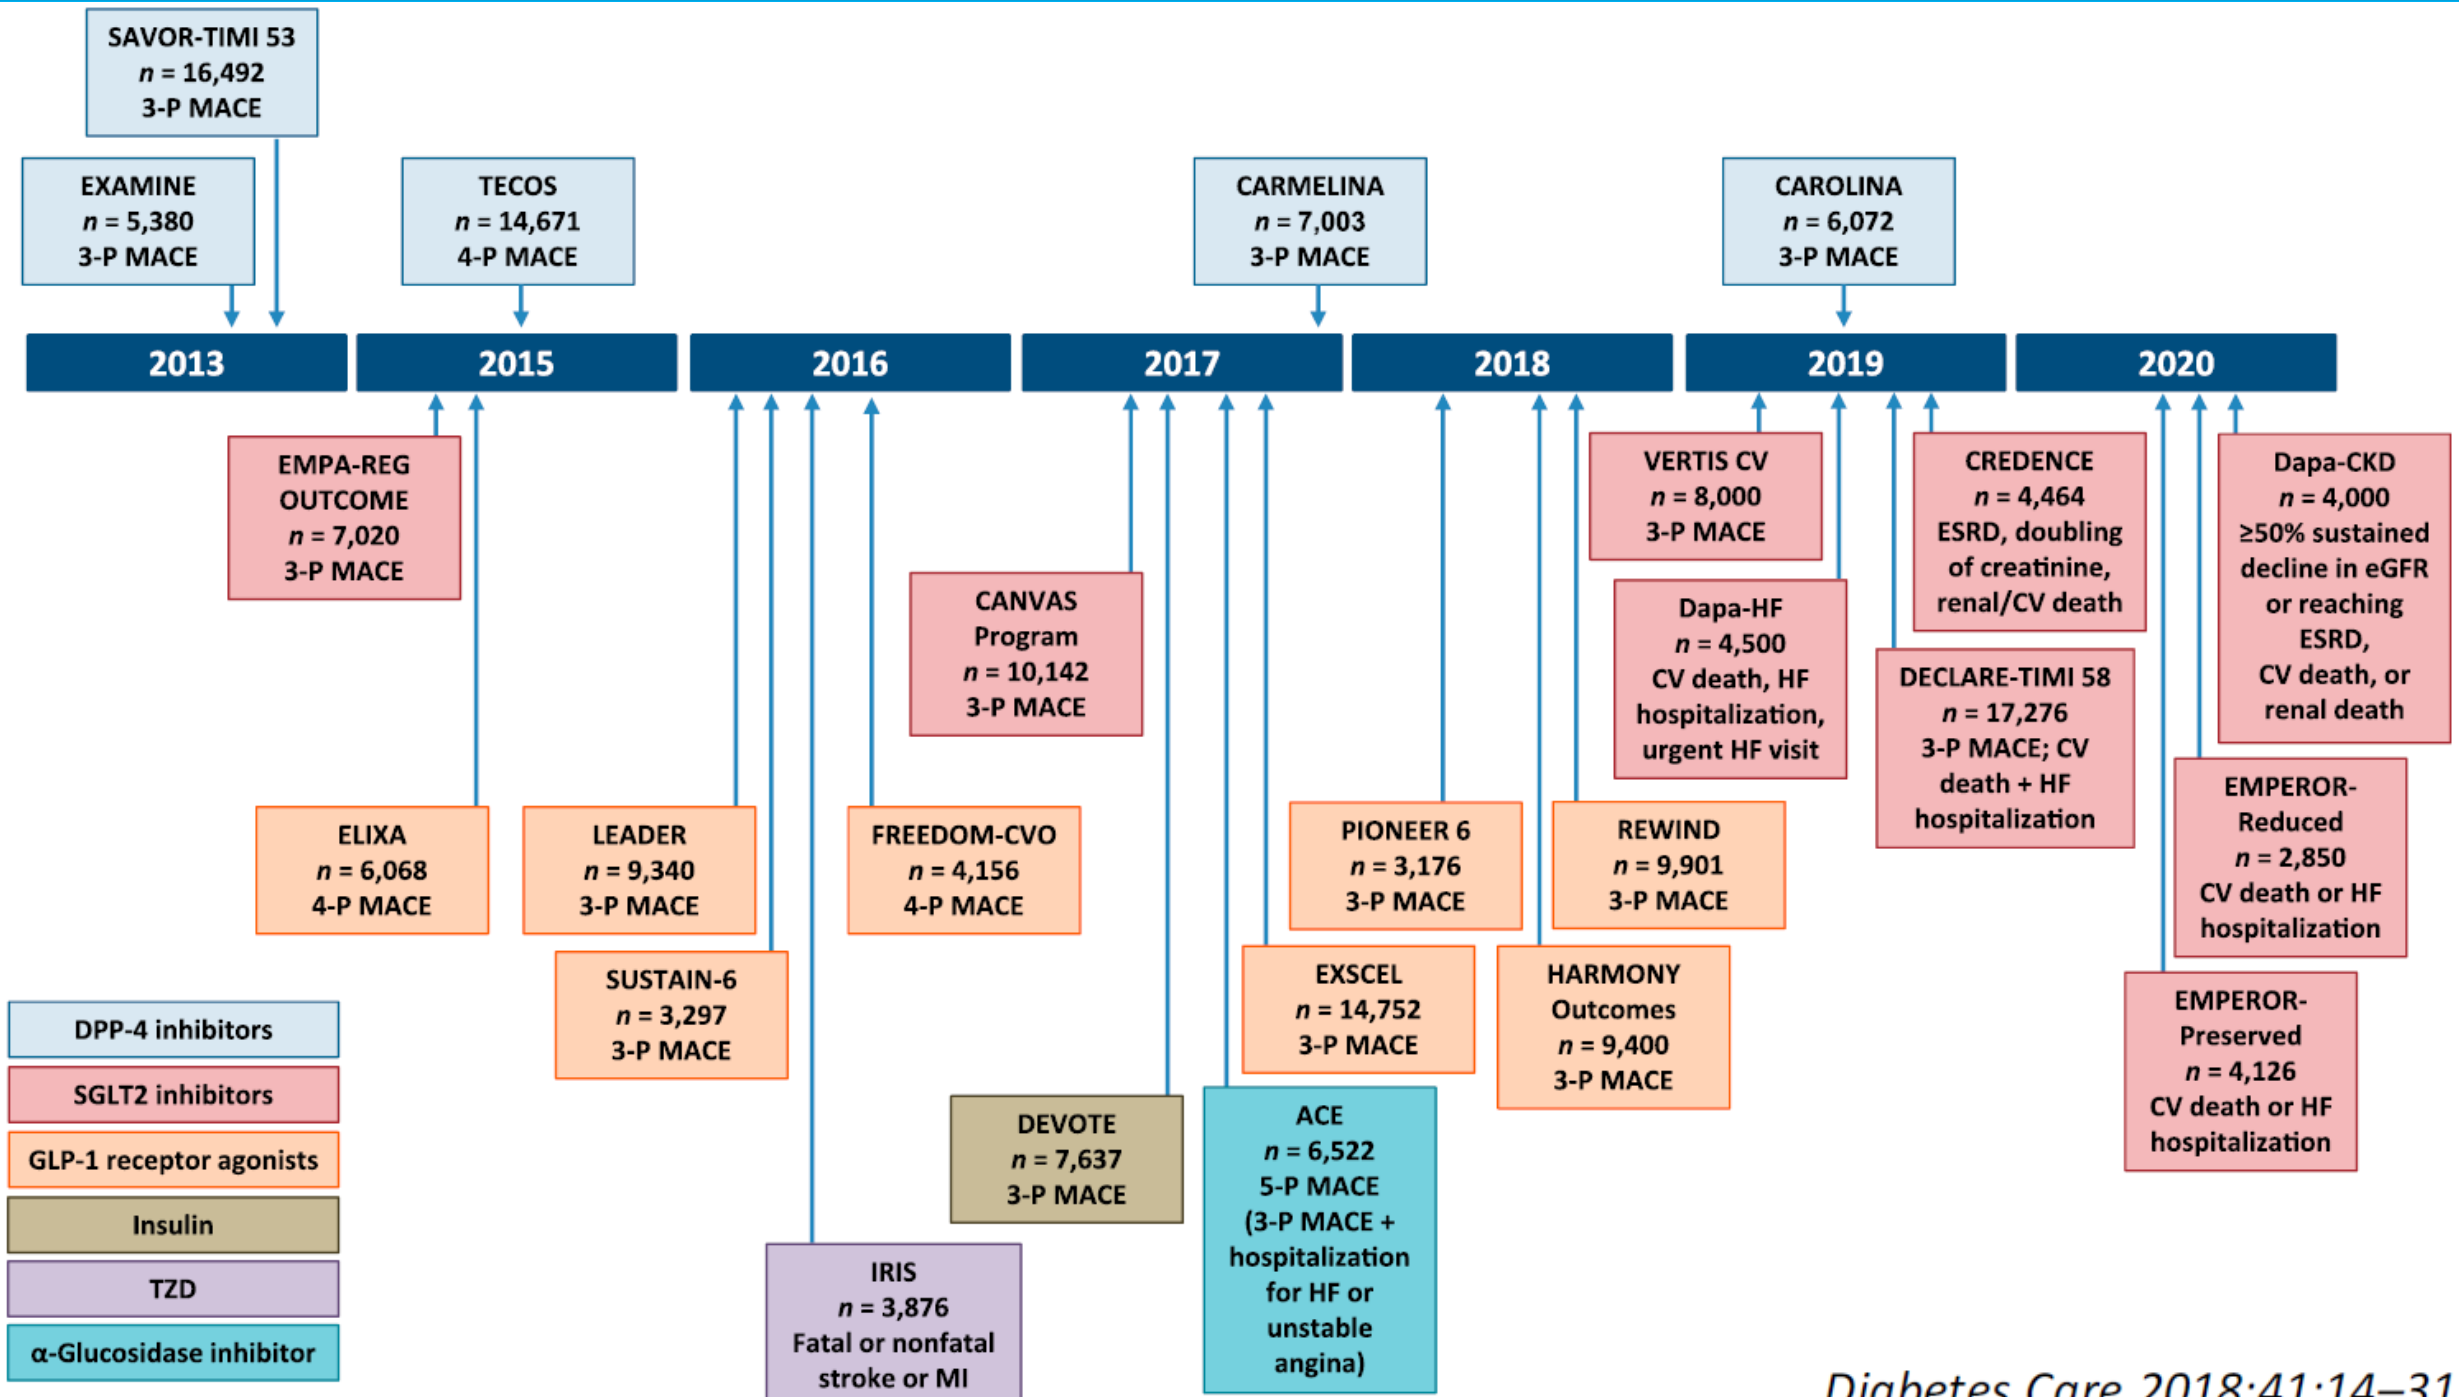 SAVOR-TIMI 53
n = 16,492
3-P MACE
EXAMINE
n = 5,380
3-P MACE
TECOS
n = 14,671
4-P MACE
CARMELINA
n = 7,003
3-P MACE
CAROLINA
n = 6,072
3-P MACE
2013
2015
2016
2017
2018
2019
2020
EMPA-REG
OUTCOME
n = 7,020
3-P MACE
CANVAS
Program
n = 10,142
3-P MACE
VERTIS CV
n = 8,000
3-P MACE
Dapa-HF
n = 4,500
CV death, HF
hospitalization,
urgent HF visit
CREDENCE
n = 4,464
ESRD, doubling
of creatinine,
renal/CV death
DECLARE-TIMI 58
n = 17,276
3-P MACE; CV
death + HF
hospitalization
Dapa-CKD
n = 4,000
≥50% sustained
decline in eGFR
or reaching
ESRD,
CV death, or
renal death
EMPEROR-
Reduced
n = 2,850
CV death or HF
hospitalization
EMPEROR-
Preserved
n = 4,126
CV death or HF
hospitalization
ELIXA
n = 6,068
4-P MACE
LEADER
n = 9,340
3-P MACE
FREEDOM-CVO
n = 4,156
4-P MACE
SUSTAIN-6
n = 3,297
3-P MACE
PIONEER 6
n = 3,176
3-P MACE
REWIND
n = 9,901
3-P MACE
EXSCEL
n = 14,752
3-P MACE
HARMONY
Outcomes
n = 9,400
3-P MACE
DEVOTE
n = 7,637
3-P MACE
ACE
n = 6,522
5-P MACE
(3-P MACE +
hospitalization
for HF or
unstable
angina)
IRIS
n = 3,876
Fatal or nonfatal
stroke or MI
DPP-4 inhibitors
SGLT2 inhibitors
GLP-1 receptor agonists
Insulin
TZD
α-Glucosidase inhibitor
Diabetes Care 2018;41:14–31